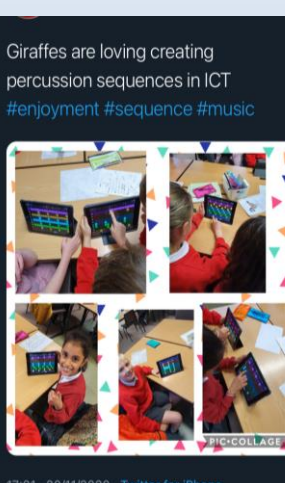 Giraffes are loving creating
percussion sequences in ICT
#enjoyment #sequence #music
PIC•COLLAGE